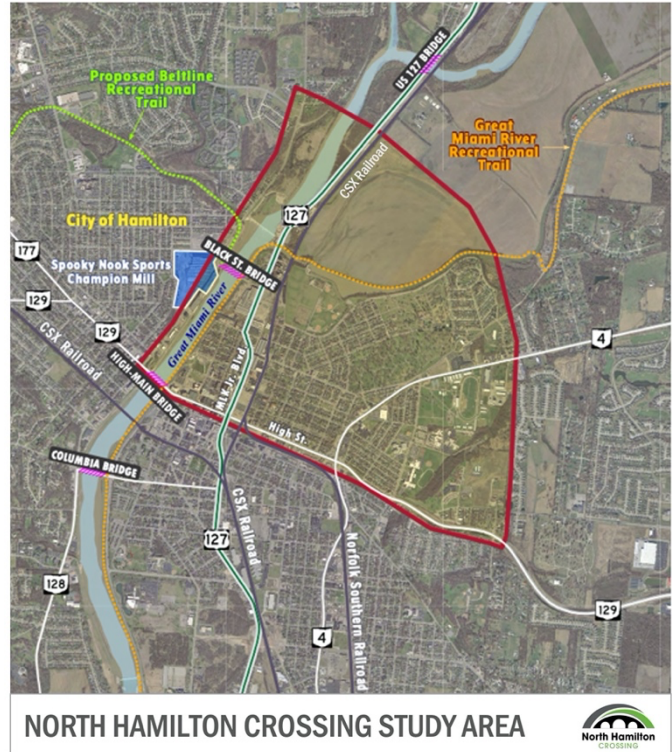 US 127 BRIDGE
Proposed Beltline
Recreational
Trail
Great
Miami River
Recreational
Trail
CSX Railroad
127
City of Hamilton
BLACK ST. BRIDGE
177
Spooky Nook Sports
Champion Mill
129
129
Great Miami River
4
CSX Railroad
HIGH-MAIN BRIDGE
MLK Jr. Blvd
High St.
COLUMBIA BRIDGE
CSX Railroad
127
Norfolk Southern Railroad
128
129
4
NORTH HAMILTON CROSSING STUDY AREA
North Hamilton
CROSSING